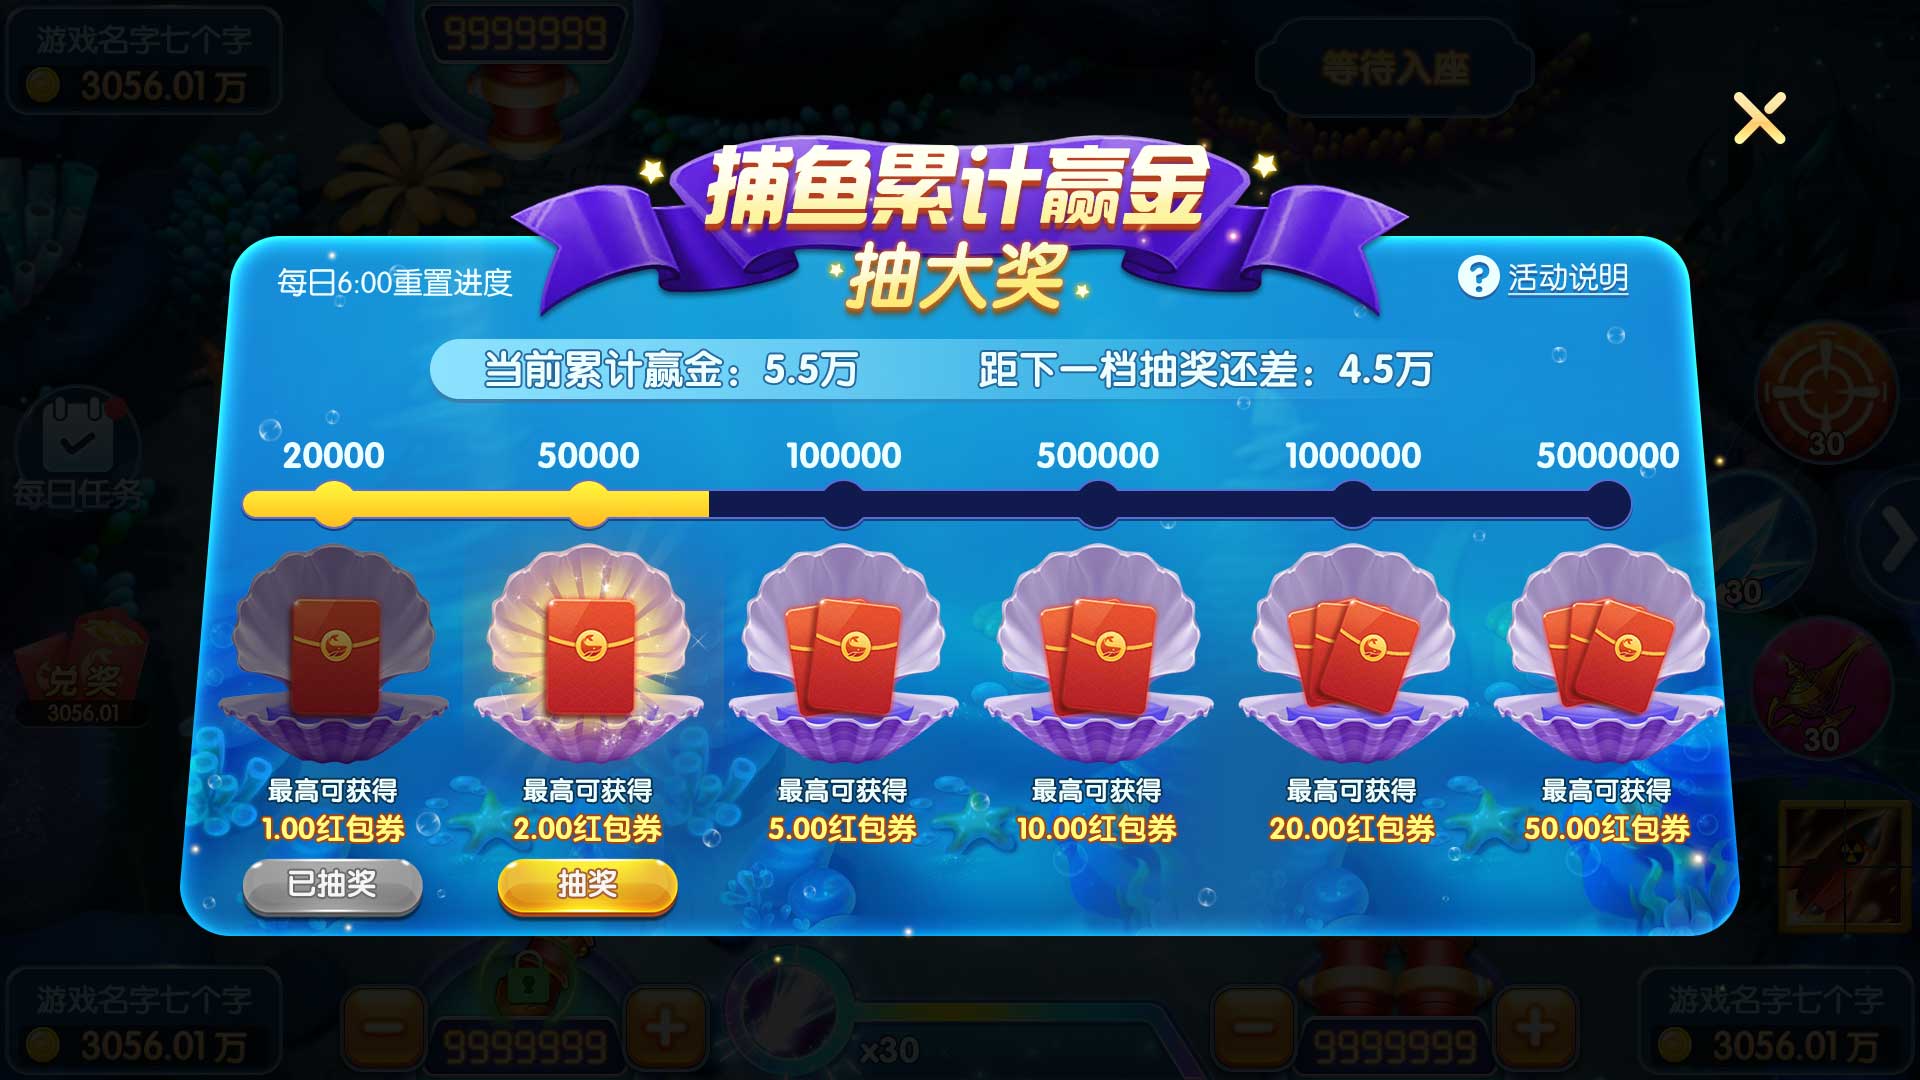 游戏名字七个字
3056.01万
9999999
等待入座
捕鱼累计赢金
抽大奖
每日6:00重置进度
? 活动说明
当前累计赢金：5.5万 距下一档抽奖还差：4.5万
20000 50000 100000 500000 1000000 5000000
每日任务
30
30
兑奖
3056.01
30
最高可获得 最高可获得 最高可获得 最高可获得 最高可获得 最高可获得
1.00红包券 2.00红包券 5.00红包券 10.00红包券 20.00红包券 50.00红包券
已抽奖 抽奖
游戏名字七个字
3056.01万
9999999
x30
9999999
游戏名字七个字
3056.01万